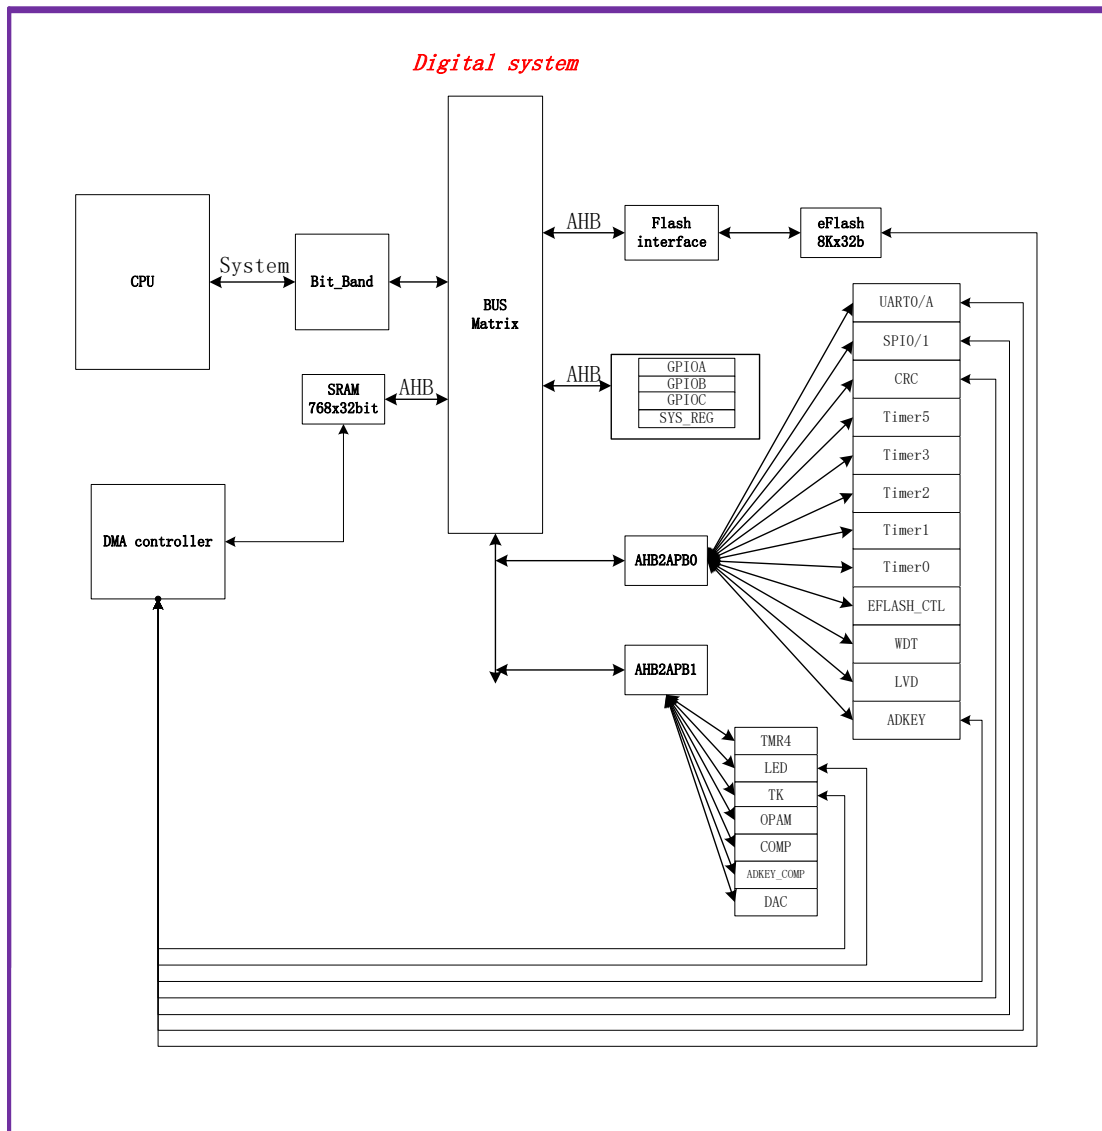 Digital system
CPU
System
Bit_Band
SRAM
768x32bit
AHB
DMA controller
BUS
Matrix
AHB
Flash
interface
eFlash
8Kx32b
AHB
GPIOA
GPIOB
GPIOC
SYS_REG
AHB2APB0
AHB2APB1
UART0/A
SPI0/1
CRC
Timer5
Timer3
Timer2
Timer1
Timer0
EFLASH_CTL
WDT
LVD
ADKEY
TMR4
LED
TK
OPAM
COMP
ADKEY_COMP
DAC